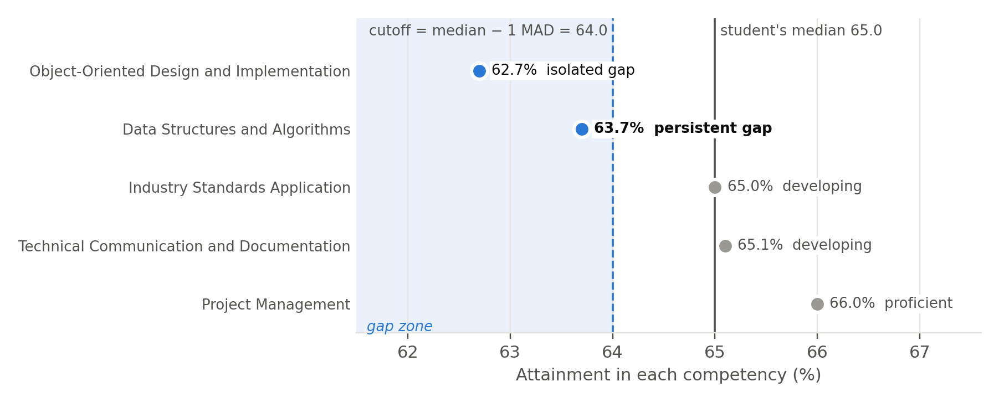 cutoff = median − 1 MAD = 64.0
student's median 65.0
Object-Oriented Design and Implementation
62.7%  isolated gap
Data Structures and Algorithms
63.7%  persistent gap
Industry Standards Application
65.0%  developing
Technical Communication and Documentation
65.1%  developing
Project Management
66.0%  proficient
gap zone
62 63 64 65 66 67
Attainment in each competency (%)